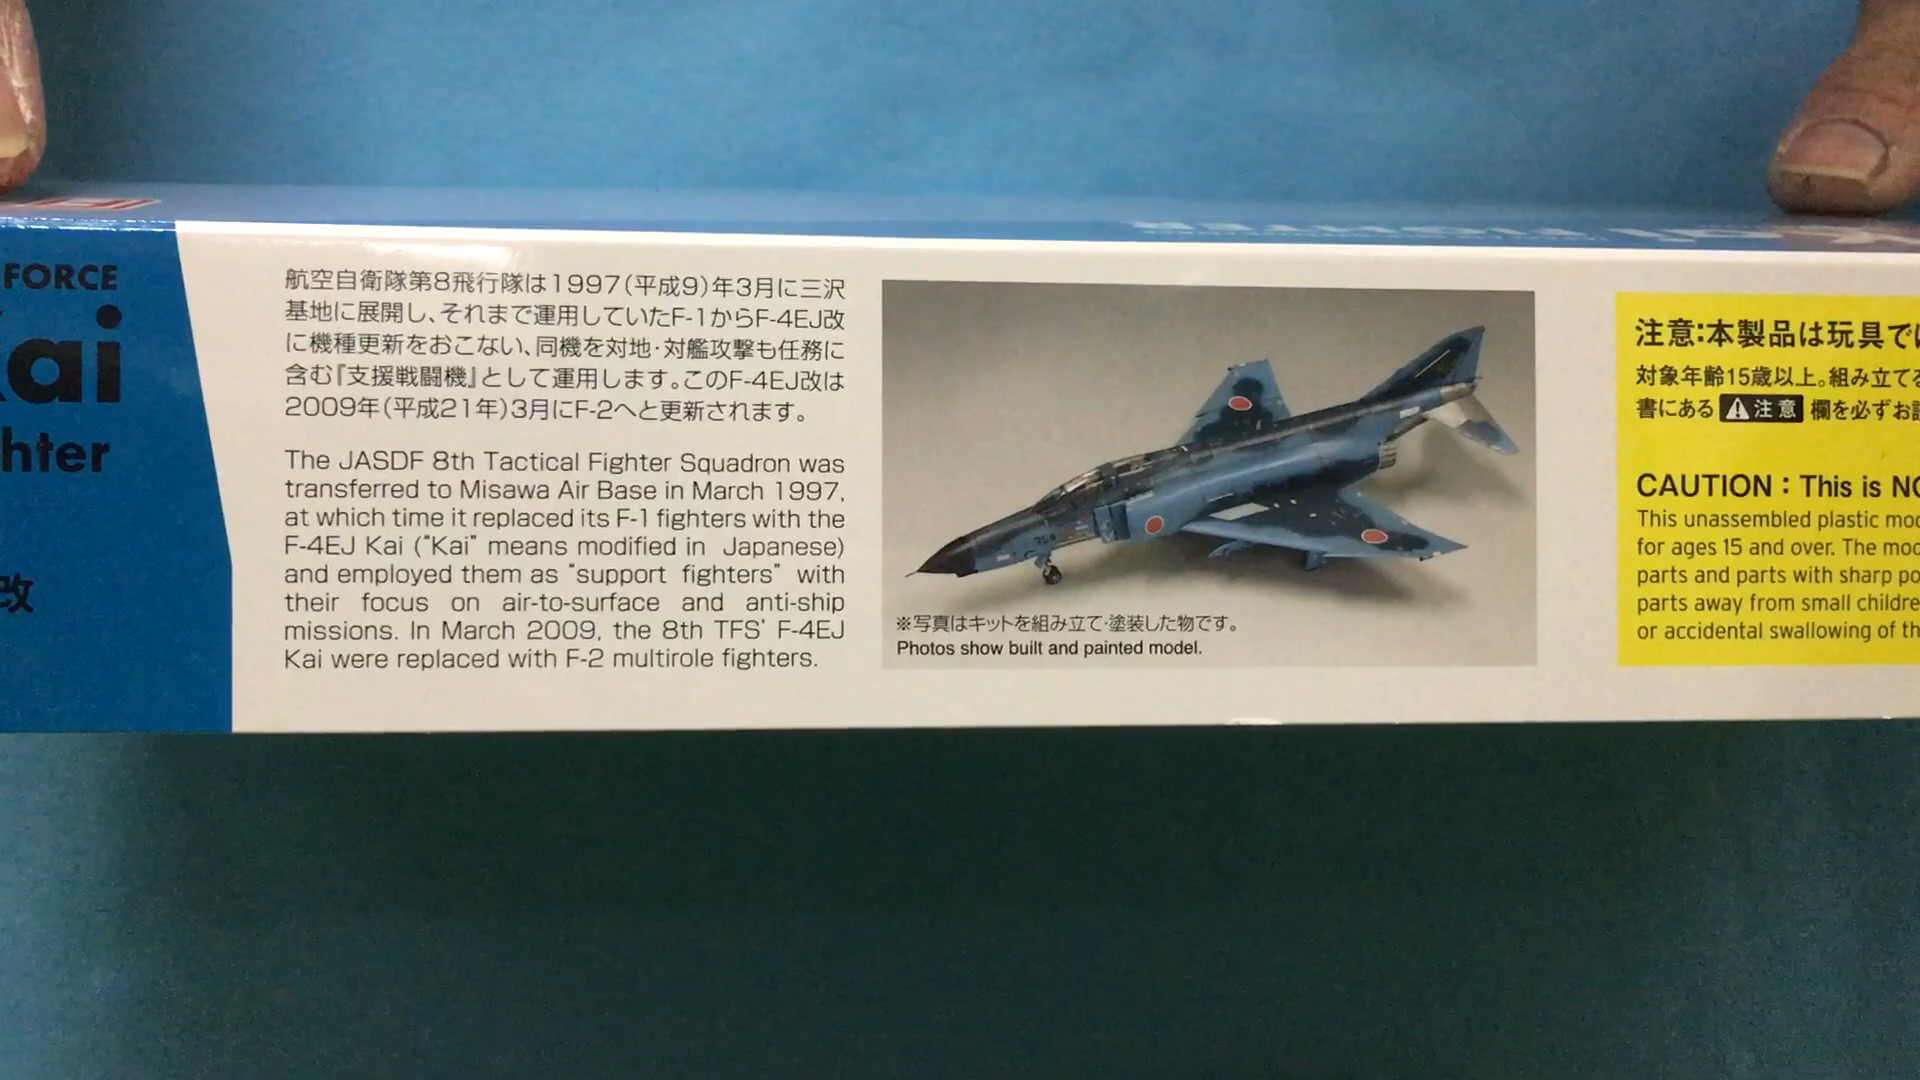 FORCE
Kai
hter
改
航空自衛隊第8飛行隊は1997(平成9)年3月に三沢
基地に展開し、それまで運用していたF-1からF-4EJ改
に機種更新をおこない、同機を対地・対艦攻撃も任務に
含む『支援戦闘機』として運用します。このF-4EJ改は
2009年(平成21年)3月にF-2へと更新されます。
The JASDF 8th Tactical Fighter Squadron was
transferred to Misawa Air Base in March 1997,
at which time it replaced its F-1 fighters with the
F-4EJ Kai ("Kai" means modified in Japanese)
and employed them as "support fighters" with
their focus on air-to-surface and anti-ship
missions. In March 2009, the 8th TFS' F-4EJ
Kai were replaced with F-2 multirole fighters.
※写真はキットを組み立て・塗装した物です。
Photos show built and painted model.
注意:本製品は玩具で
対象年齢15歳以上。組み立て
書にある 注意 欄を必ずお
CAUTION : This is NO
This unassembled plastic mod
for ages 15 and over. The mod
parts and parts with sharp po
parts away from small childre
or accidental swallowing of th